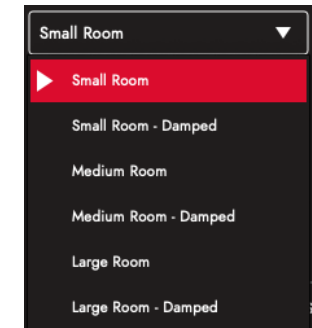 Small Room
Small Room
Small Room - Damped
Medium Room
Medium Room - Damped
Large Room
Large Room - Damped